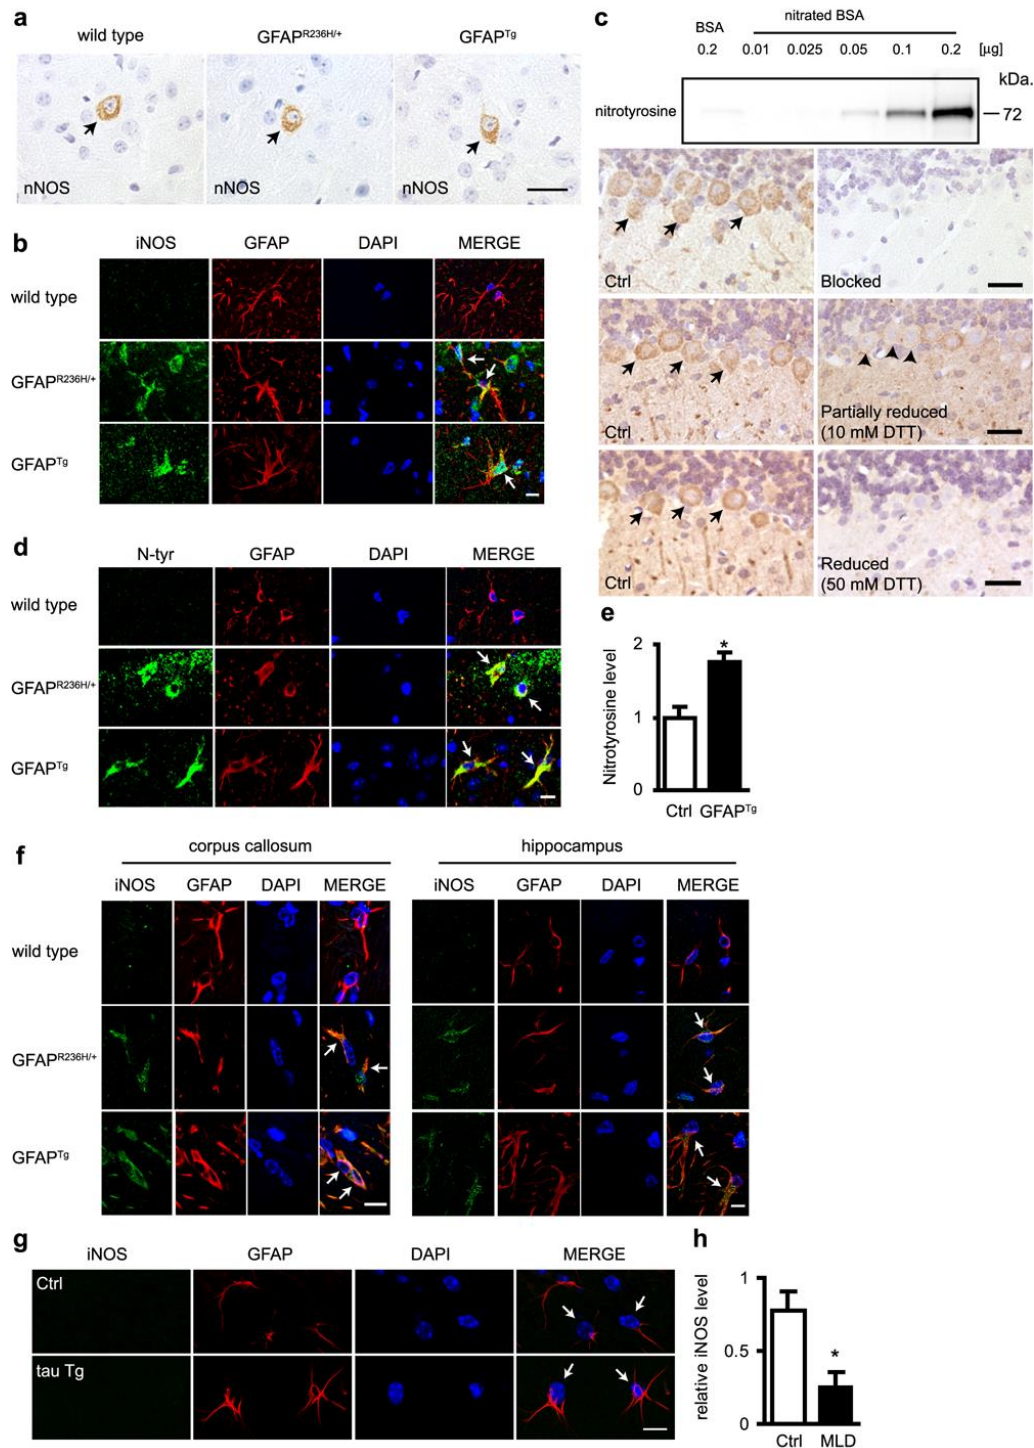 a
wild type GFAP^R236H/+ GFAP^Tg
nNOS nNOS nNOS
b
iNOS GFAP DAPI MERGE
wild type
GFAP^R236H/+
GFAP^Tg
c
BSA nitrated BSA
0.2 0.01 0.025 0.05 0.1 0.2 [µg]
kDa.
nitrotyrosine 72
Ctrl Blocked
Ctrl Partially reduced
(10 mM DTT)
Ctrl Reduced
(50 mM DTT)
d
N-tyr GFAP DAPI MERGE
wild type
GFAP^R236H/+
GFAP^Tg
e
Nitrotyrosine level
2
*
1
0
Ctrl GFAP^Tg
f
corpus callosum hippocampus
iNOS GFAP DAPI MERGE iNOS GFAP DAPI MERGE
wild type
GFAP^R236H/+
GFAP^Tg
g
iNOS GFAP DAPI MERGE
Ctrl
tau Tg
h
relative iNOS level
1
0.5
*
0
Ctrl MLD